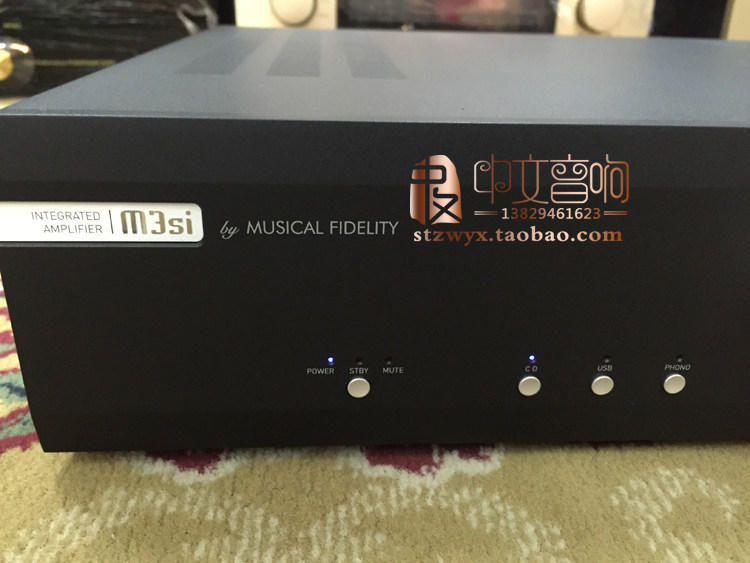 中文音响
13829461623
stzwyx.taobao.com
INTEGRATED
AMPLIFIER
M3si
by MUSICAL FIDELITY
POWER STBY MUTE
CD USB PHONO